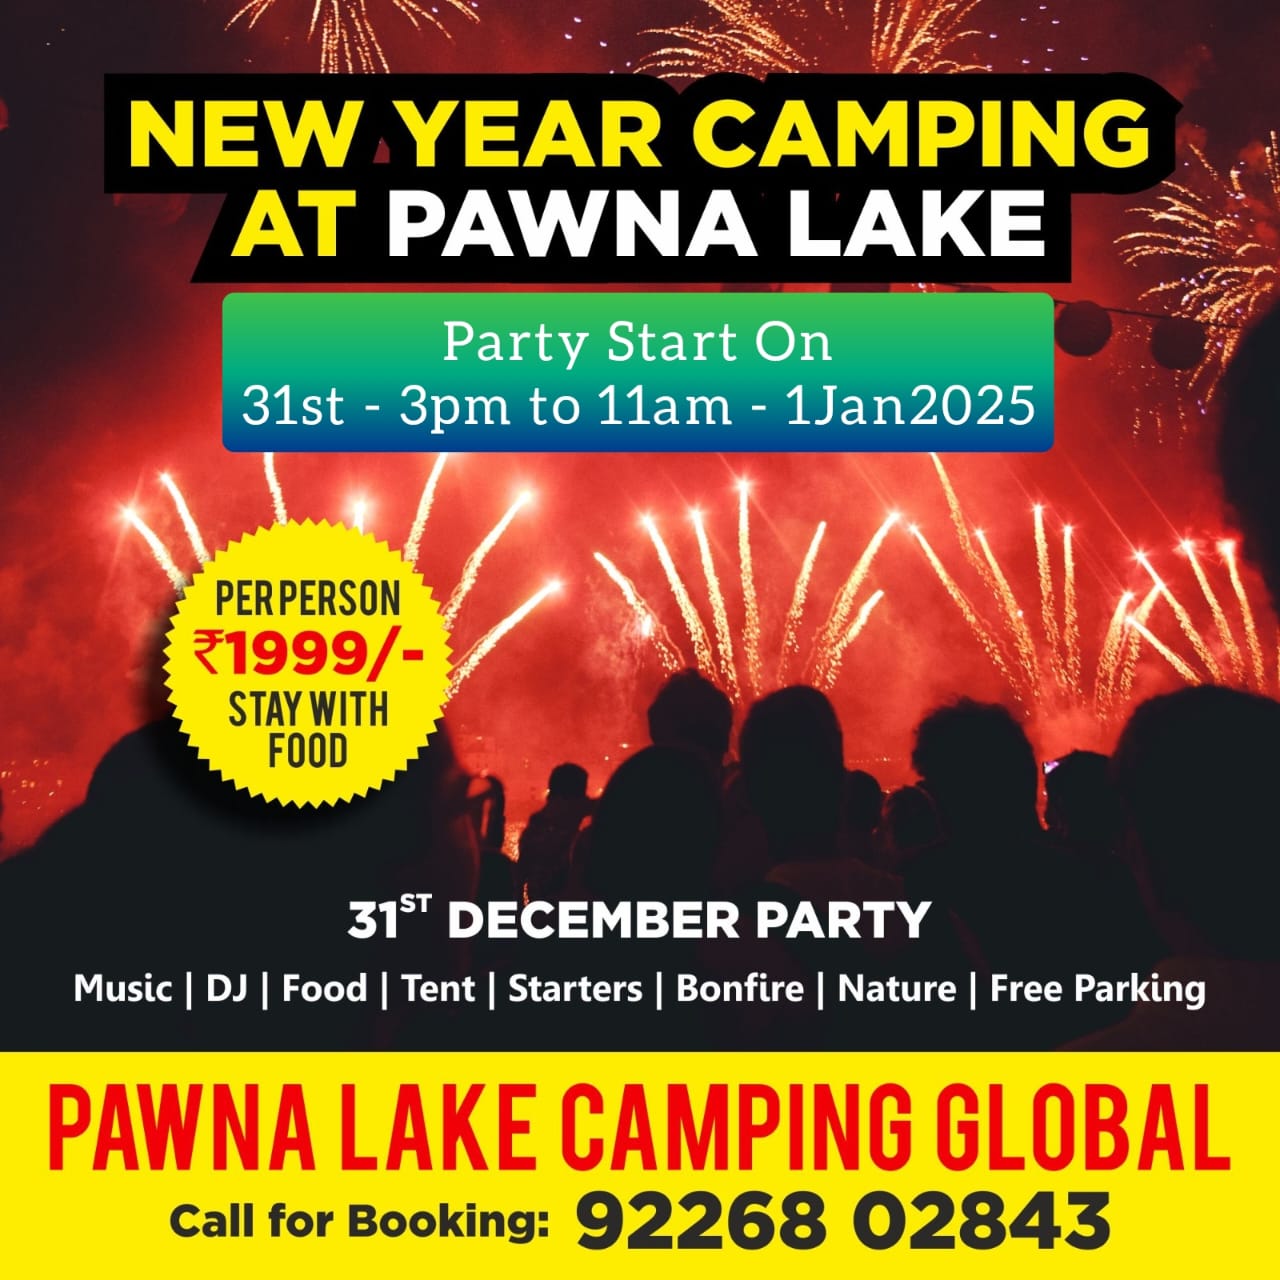 NEW YEAR CAMPING
AT PAWNA LAKE
Party Start On
31st - 3pm to 11am - 1Jan2025
PER PERSON
₹1999/-
STAY WITH
FOOD
31ST DECEMBER PARTY
Music | DJ | Food | Tent | Starters | Bonfire | Nature | Free Parking
PAWNA LAKE CAMPING GLOBAL
Call for Booking: 92268 02843